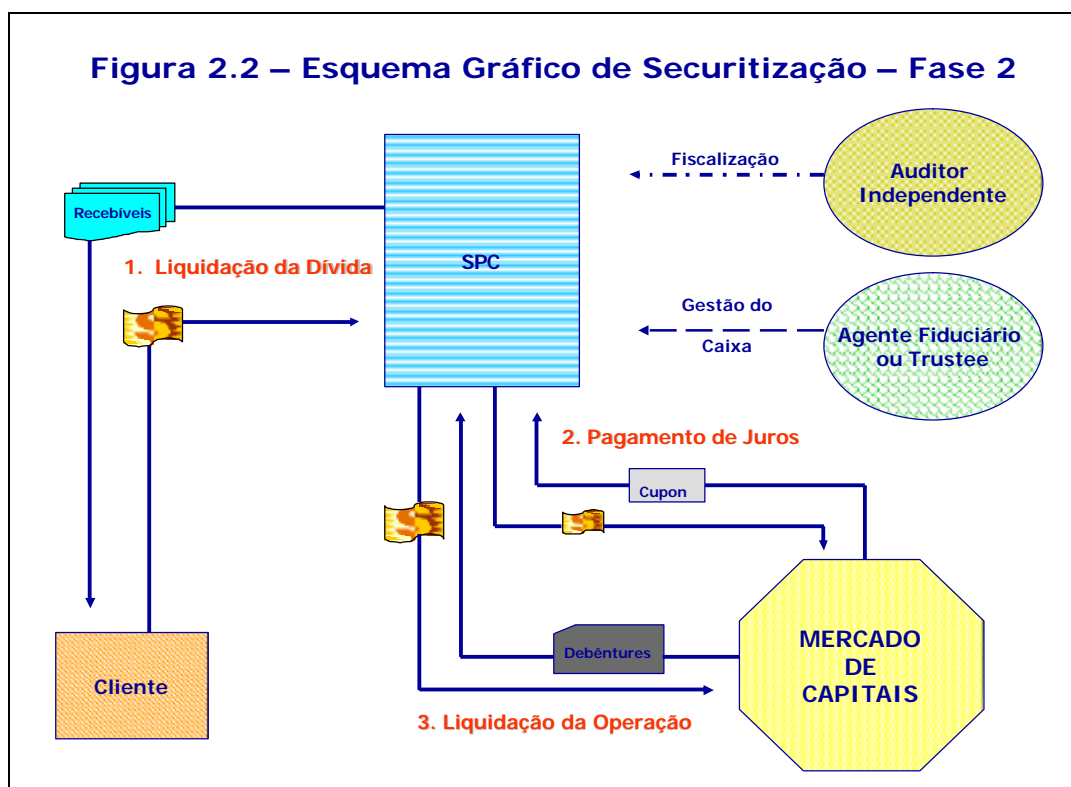 Figura 2.2 – Esquema Gráfico de Securitização – Fase 2
Fiscalização
Auditor
Independente
Recebíveis
1. Liquidação da Dívida
SPC
Gestão do
Caixa
Agente Fiduciário
ou Trustee
2. Pagamento de Juros
Cupon
Debêntures
MERCADO
DE
CAPITAIS
Cliente
3. Liquidação da Operação